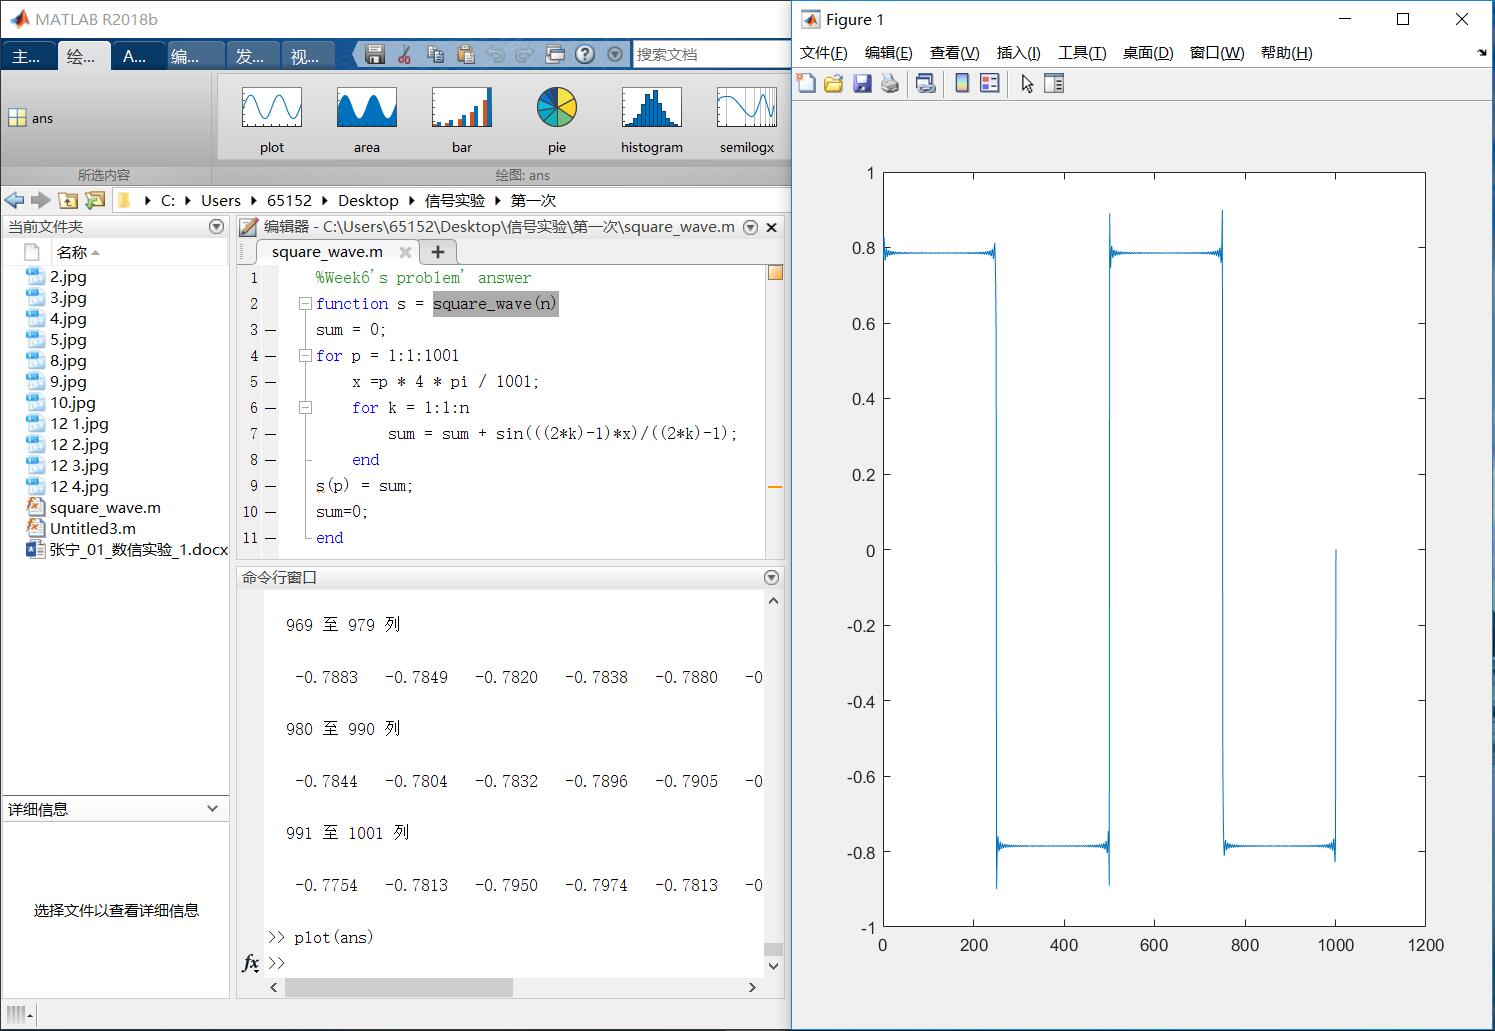 MATLAB R2018b
主... 绘... A... 编... 发... 视... 搜索文档
ans
plot area bar pie histogram semilogx
所选内容 绘图: ans
C: Users 65152 Desktop 信号实验 第一次
当前文件夹
名称
2.jpg
3.jpg
4.jpg
5.jpg
8.jpg
9.jpg
10.jpg
12 1.jpg
12 2.jpg
12 3.jpg
12 4.jpg
square_wave.m
Untitled3.m
张宁_01_数信实验_1.docx
详细信息
选择文件以查看详细信息
编辑器 - C:\Users\65152\Desktop\信号实验\第一次\square_wave.m
square_wave.m
1 %Week6's problem' answer
2 function s = square_wave(n)
3 sum = 0;
4 for p = 1:1:1001
5 x =p * 4 * pi / 1001;
6 for k = 1:1:n
7 sum = sum + sin(((2*k)-1)*x)/((2*k)-1);
8 end
9 s(p) = sum;
10 sum=0;
11 end
命令行窗口
969 至 979 列
-0.7883 -0.7849 -0.7820 -0.7838 -0.7880 -0
980 至 990 列
-0.7844 -0.7804 -0.7832 -0.7896 -0.7905 -0
991 至 1001 列
-0.7754 -0.7813 -0.7950 -0.7974 -0.7813 -0
>> plot(ans)
fx >>
Figure 1
文件(F) 编辑(E) 查看(V) 插入(I) 工具(T) 桌面(D) 窗口(W) 帮助(H)
1
0.8
0.6
0.4
0.2
0
-0.2
-0.4
-0.6
-0.8
-1
0 200 400 600 800 1000 1200